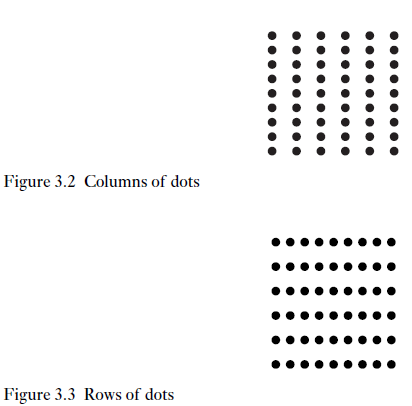 Figure 3.2 Columns of dots
Figure 3.3 Rows of dots